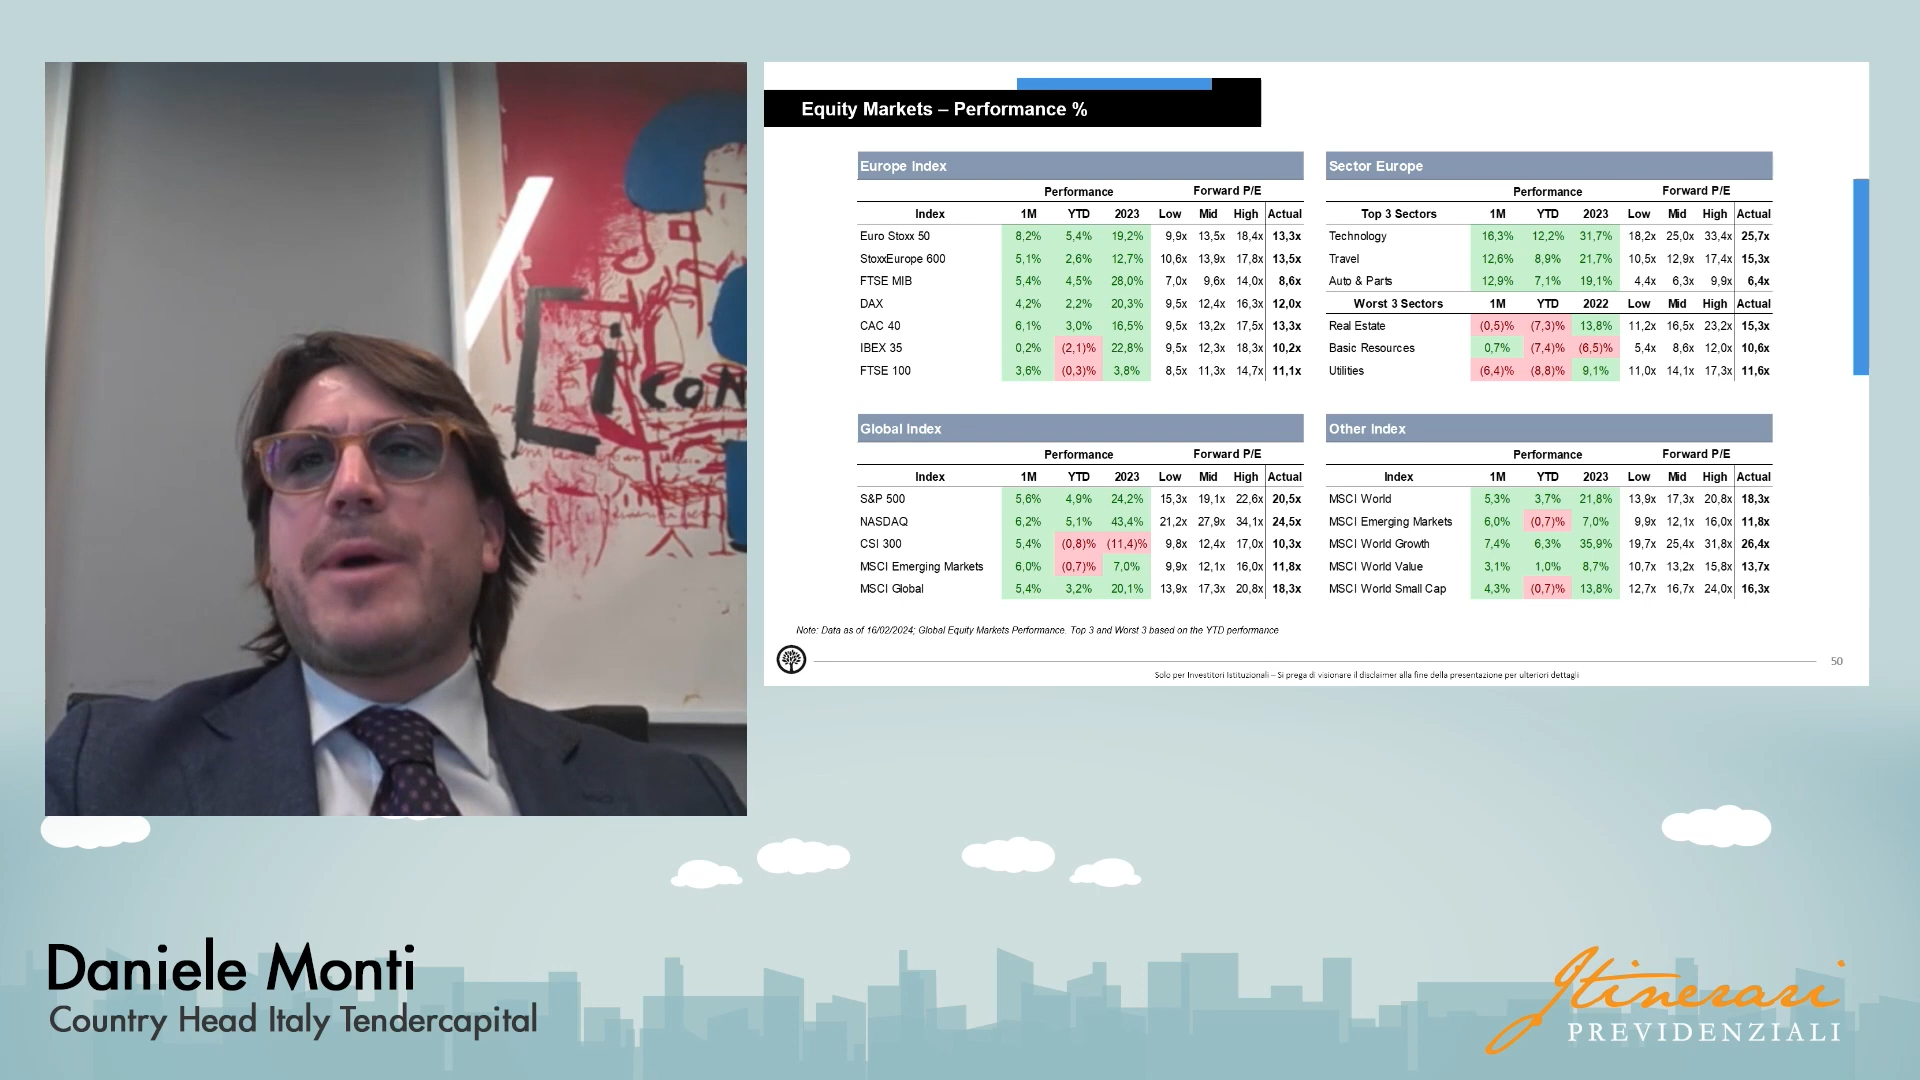 Equity Markets – Performance %
Europe Index
Performance Forward P/E
Index 1M YTD 2023 Low Mid High Actual
Euro Stoxx 50 8,2% 5,4% 19,2% 9,9x 13,5x 18,4x 13,3x
StoxxEurope 600 5,1% 2,6% 12,7% 10,6x 13,9x 17,8x 13,5x
FTSE MIB 5,4% 4,5% 28,0% 7,0x 9,6x 14,0x 8,6x
DAX 4,2% 2,2% 20,3% 9,5x 12,4x 16,3x 12,0x
CAC 40 6,1% 3,0% 16,5% 9,5x 13,2x 17,5x 13,3x
IBEX 35 0,2% (2,1)% 22,8% 9,5x 12,3x 18,3x 10,2x
FTSE 100 3,6% (0,3)% 3,8% 8,5x 11,3x 14,7x 11,1x
Sector Europe
Performance Forward P/E
Top 3 Sectors 1M YTD 2023 Low Mid High Actual
Technology 16,3% 12,2% 31,7% 18,2x 25,0x 33,4x 25,7x
Travel 12,6% 8,9% 21,7% 10,5x 12,9x 17,4x 15,3x
Auto & Parts 12,9% 7,1% 19,1% 4,4x 6,3x 9,9x 6,4x
Worst 3 Sectors 1M YTD 2022 Low Mid High Actual
Real Estate (0,5)% (7,3)% 13,8% 11,2x 16,5x 23,2x 15,3x
Basic Resources 0,7% (7,4)% (6,5)% 5,4x 8,6x 12,0x 10,6x
Utilities (6,4)% (8,8)% 9,1% 11,0x 14,1x 17,3x 11,6x
Global Index
Performance Forward P/E
Index 1M YTD 2023 Low Mid High Actual
S&P 500 5,6% 4,9% 24,2% 15,3x 19,1x 22,6x 20,5x
NASDAQ 6,2% 5,1% 43,4% 21,2x 27,9x 34,1x 24,5x
CSI 300 5,4% (0,8)% (11,4)% 9,8x 12,4x 17,0x 10,3x
MSCI Emerging Markets 6,0% (0,7)% 7,0% 9,9x 12,1x 16,0x 11,8x
MSCI Global 5,4% 3,2% 20,1% 13,9x 17,3x 20,8x 18,3x
Other Index
Performance Forward P/E
Index 1M YTD 2023 Low Mid High Actual
MSCI World 5,3% 3,7% 21,8% 13,9x 17,3x 20,8x 18,3x
MSCI Emerging Markets 6,0% (0,7)% 7,0% 9,9x 12,1x 16,0x 11,8x
MSCI World Growth 7,4% 6,3% 35,9% 19,7x 25,4x 31,8x 26,4x
MSCI World Value 3,1% 1,0% 8,7% 10,7x 13,2x 15,8x 13,7x
MSCI World Small Cap 4,3% (0,7)% 13,8% 12,7x 16,7x 24,0x 16,3x
Note: Data as of 16/02/2024; Global Equity Markets Performance. Top 3 and Worst 3 based on the YTD performance
50
Solo per Investitori Istituzionali – Si prega di visionare il disclaimer alla fine della presentazione per ulteriori dettagli
Daniele Monti
Country Head Italy Tendercapital
Itinerari
PREVIDENZIALI